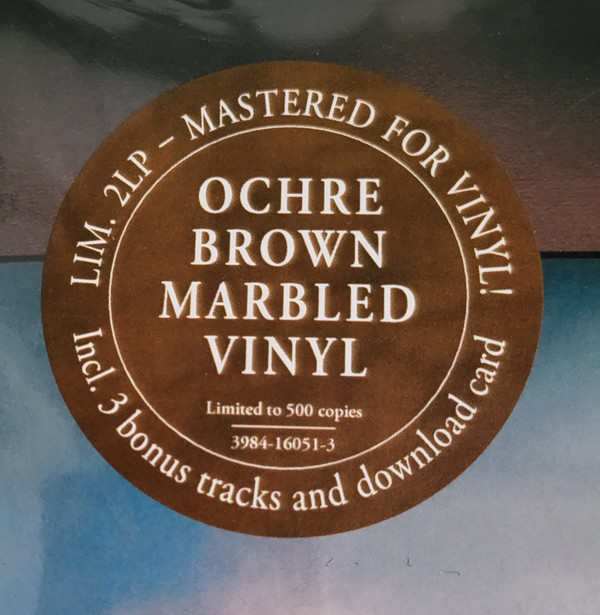 LIM. 2LP – MASTERED FOR VINYL!
OCHRE
BROWN
MARBLED
VINYL
Limited to 500 copies
3984-16051-3
Incl. 3 bonus tracks and download card